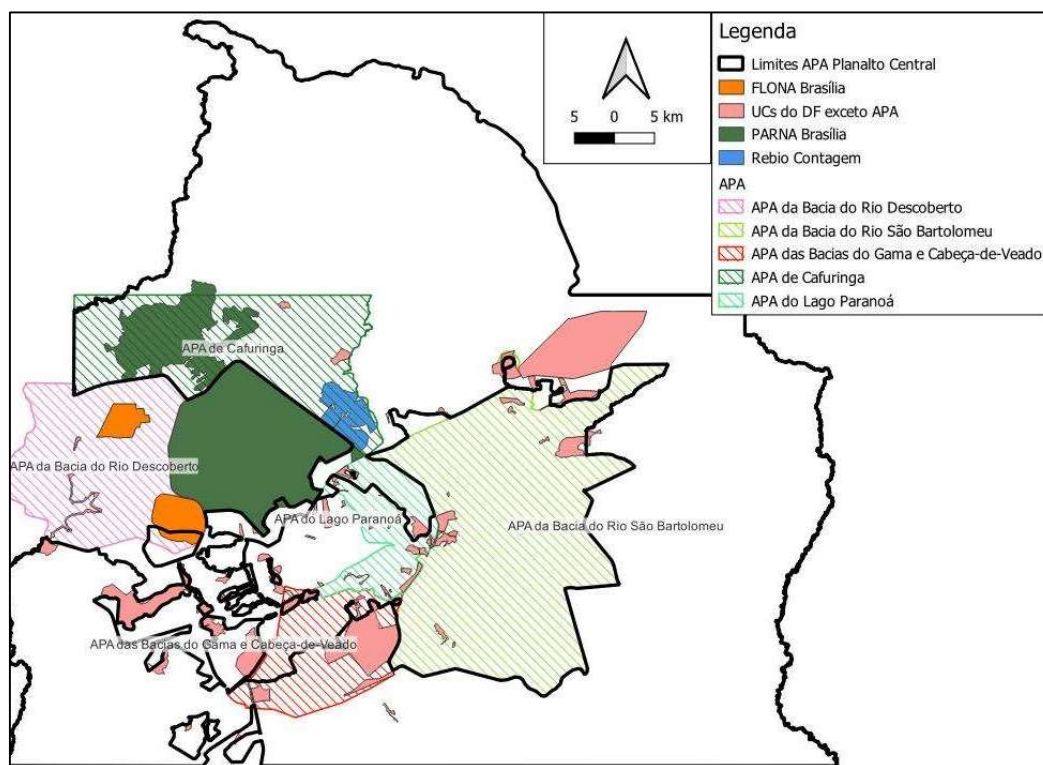 Legenda
Limites APA Planalto Central
FLONA Brasília
UCs do DF exceto APA
PARNA Brasília
Rebio Contagem
APA
APA da Bacia do Rio Descoberto
APA da Bacia do Rio São Bartolomeu
APA das Bacias do Gama e Cabeça-de-Veado
APA de Cafuringa
APA do Lago Paranoá
5 0 5 km
APA de Cafuringa
APA da Bacia do Rio Descoberto
APA do Lago Paranoá
APA da Bacia do Rio São Bartolomeu
APA das Bacias do Gama e Cabeça-de-Veado